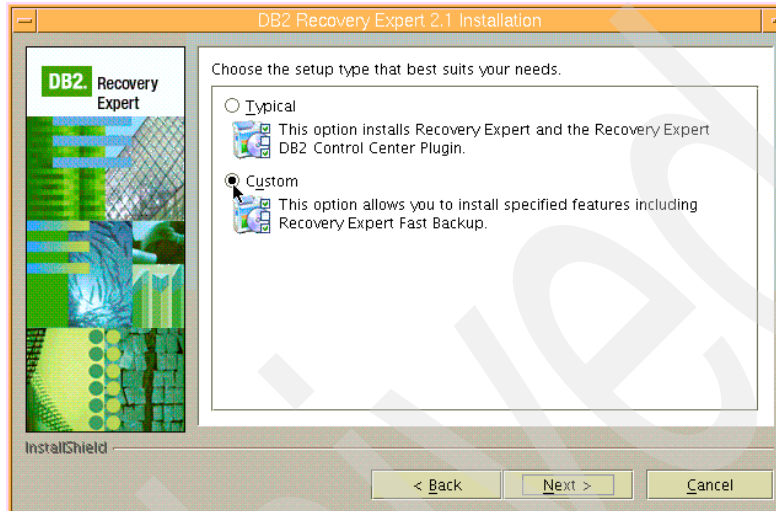 DB2 Recovery Expert 2.1 Installation
DB2. Recovery
Expert
Choose the setup type that best suits your needs.
Typical
This option installs Recovery Expert and the Recovery Expert
DB2 Control Center Plugin.
Custom
This option allows you to install specified features including
Recovery Expert Fast Backup.
InstallShield
< Back
Next >
Cancel